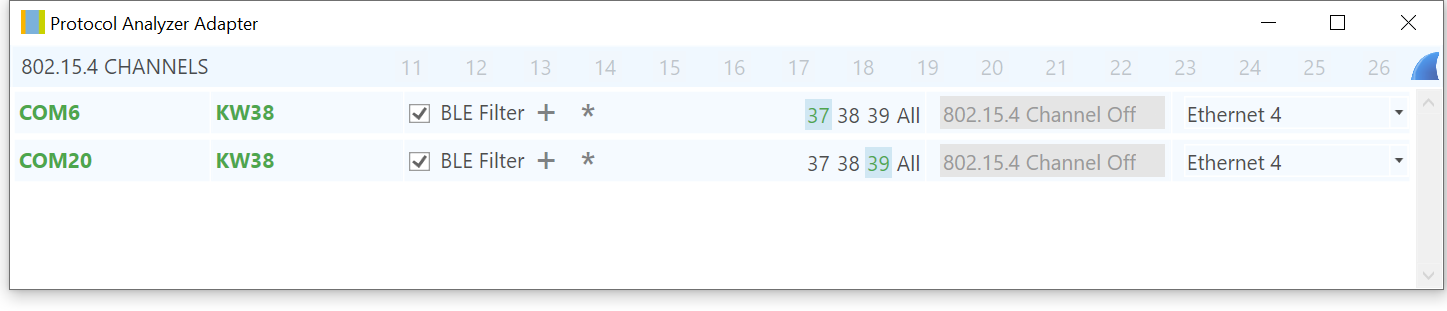 Protocol Analyzer Adapter
802.15.4 CHANNELS 11 12 13 14 15 16 17 18 19 20 21 22 23 24 25 26
COM6 KW38 BLE Filter + * 37 38 39 All 802.15.4 Channel Off Ethernet 4
COM20 KW38 BLE Filter + * 37 38 39 All 802.15.4 Channel Off Ethernet 4